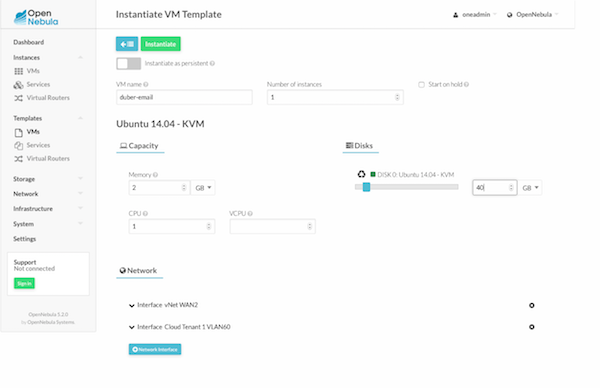 Open
Nebula
Instantiate VM Template
oneadmin
OpenNebula
Dashboard
Instances
VMs
Services
Virtual Routers
Templates
VMs
Services
Virtual Routers
Storage
Network
Infrastructure
System
Settings
Support
Not connected
Sign in
OpenNebula 5.2.0
by OpenNebula Systems.
Instantiate
Instantiate as persistent
VM name
Number of instances
Start on hold
duber-email
1
Ubuntu 14.04 - KVM
Capacity
Disks
Memory
2
GB
DISK 0: Ubuntu 14.04 - KVM
40
GB
CPU
VCPU
1
Network
Interface vNet WAN2
Interface Cloud Tenant 1 VLAN60
Network Interface